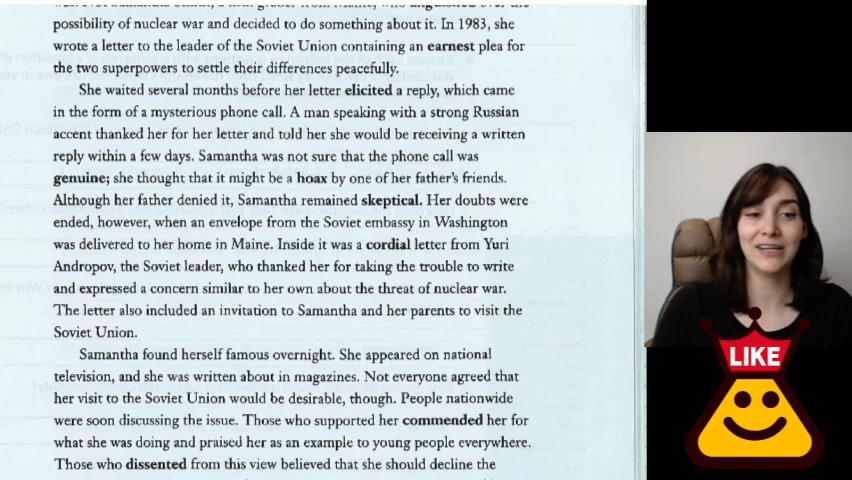 possibility of nuclear war and decided to do something about it. In 1983, she
wrote a letter to the leader of the Soviet Union containing an earnest plea for
the two superpowers to settle their differences peacefully.
She waited several months before her letter elicited a reply, which came
in the form of a mysterious phone call. A man speaking with a strong Russian
accent thanked her for her letter and told her she would be receiving a written
reply within a few days. Samantha was not sure that the phone call was
genuine; she thought that it might be a hoax by one of her father's friends.
Although her father denied it, Samantha remained skeptical. Her doubts were
ended, however, when an envelope from the Soviet embassy in Washington
was delivered to her home in Maine. Inside it was a cordial letter from Yuri
Andropov, the Soviet leader, who thanked her for taking the trouble to write
and expressed a concern similar to her own about the threat of nuclear war.
The letter also included an invitation to Samantha and her parents to visit the
Soviet Union.
Samantha found herself famous overnight. She appeared on national
television, and she was written about in magazines. Not everyone agreed that
her visit to the Soviet Union would be desirable, though. People nationwide
were soon discussing the issue. Those who supported her commended her for
what she was doing and praised her as an example to young people everywhere.
Those who dissented from this view believed that she should decline the
LIKE